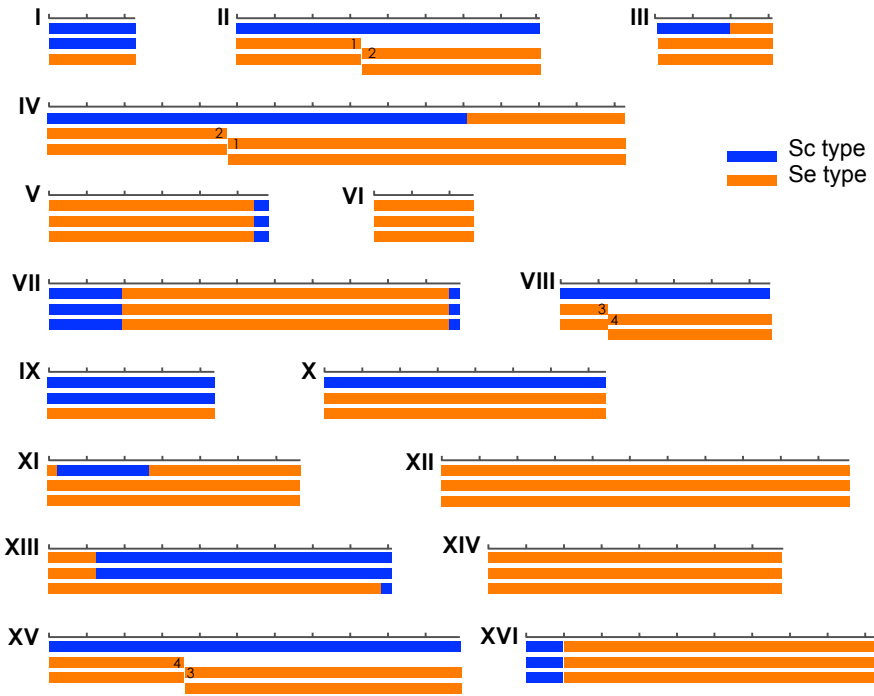 I II III
1
2
IV
2
1
Sc type
Se type
V VI
VII VIII
3
4
IX X
XI XII
XIII XIV
XV XVI
4
3